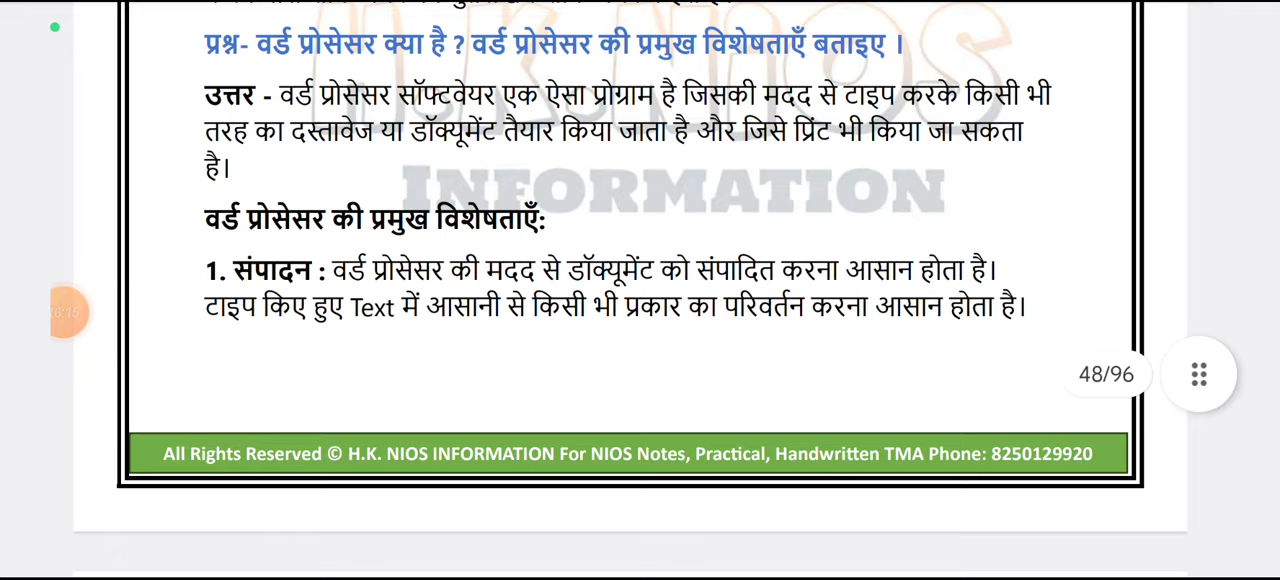 प्रश्न- वर्ड प्रोसेसर क्या है ? वर्ड प्रोसेसर की प्रमुख विशेषताएँ बताइए ।
उत्तर - वर्ड प्रोसेसर सॉफ्टवेयर एक ऐसा प्रोग्राम है जिसकी मदद से टाइप करके किसी भी
तरह का दस्तावेज या डॉक्यूमेंट तैयार किया जाता है और जिसे प्रिंट भी किया जा सकता
है।
INFORMATION
वर्ड प्रोसेसर की प्रमुख विशेषताएँ:
1. संपादन : वर्ड प्रोसेसर की मदद से डॉक्यूमेंट को संपादित करना आसान होता है।
टाइप किए हुए Text में आसानी से किसी भी प्रकार का परिवर्तन करना आसान होता है।
48/96
All Rights Reserved © H.K. NIOS INFORMATION For NIOS Notes, Practical, Handwritten TMA Phone: 8250129920